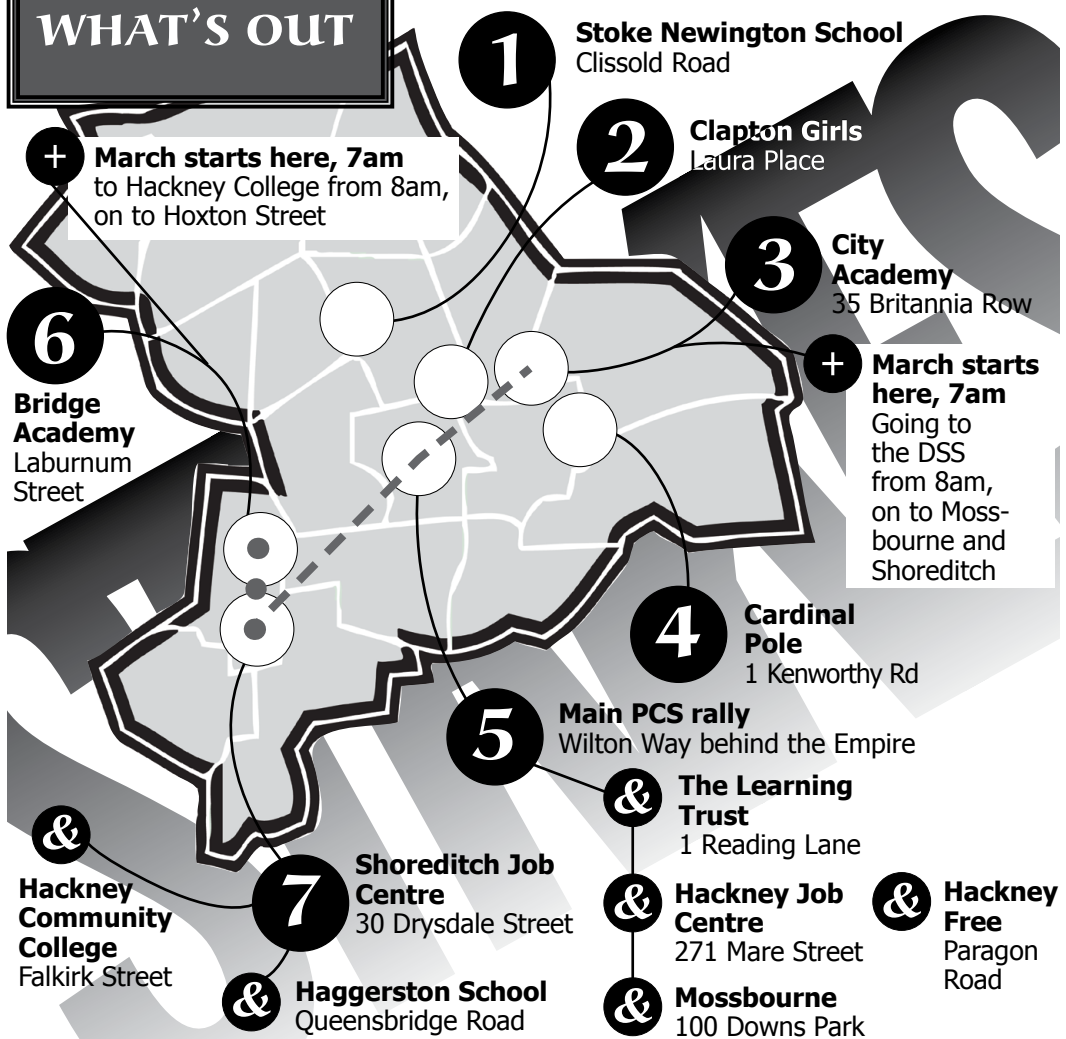 WHAT'S OUT
1
Stoke Newington School
Clissold Road
2
Clapton Girls
Laura Place
+
March starts here, 7am
to Hackney College from 8am,
on to Hoxton Street
3
City
Academy
35 Britannia Row
+
March starts
here, 7am
Going to
the DSS
from 8am,
on to Moss-
bourne and
Shoreditch
6
Bridge
Academy
Laburnum
Street
4
Cardinal
Pole
1 Kenworthy Rd
5
Main PCS rally
Wilton Way behind the Empire
&
The Learning
Trust
1 Reading Lane
&
Hackney Job
Centre
271 Mare Street
&
Mossbourne
100 Downs Park
&
Hackney
Free
Paragon
Road
7
Shoreditch Job
Centre
30 Drysdale Street
&
Hackney
Community
College
Falkirk Street
&
Haggerston School
Queensbridge Road